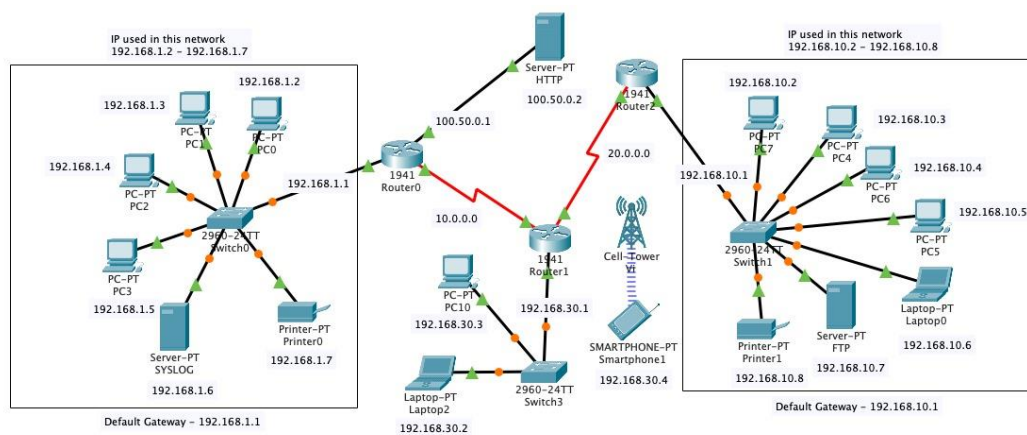 IP used in this network
192.168.1.2 - 192.168.1.7
192.168.1.2
192.168.1.3
PC-PT
PC1
PC-PT
PC0
192.168.1.4
PC-PT
PC2
192.168.1.1
2960-24TT
Switch0
PC-PT
PC3
192.168.1.5
Server-PT
SYSLOG
192.168.1.6
Printer-PT
Printer0
192.168.1.7
Default Gateway - 192.168.1.1
Server-PT
HTTP
100.50.0.2
100.50.0.1
1941
Router0
10.0.0.0
1941
Router2
20.0.0.0
1941
Router1
Cell-Tower
PC-PT
PC10
192.168.30.3
192.168.30.1
SMARTPHONE-PT
Smartphone1
192.168.30.4
2960-24TT
Switch3
Laptop-PT
Laptop2
192.168.30.2
IP used in this network
192.168.10.2 - 192.168.10.8
192.168.10.2
PC-PT
PC7
192.168.10.3
PC-PT
PC4
192.168.10.4
PC-PT
PC6
192.168.10.1
192.168.10.5
PC-PT
PC5
2960-24TT
Switch1
Laptop-PT
Laptop0
192.168.10.6
Server-PT
FTP
192.168.10.7
Printer-PT
Printer1
192.168.10.8
Default Gateway - 192.168.10.1